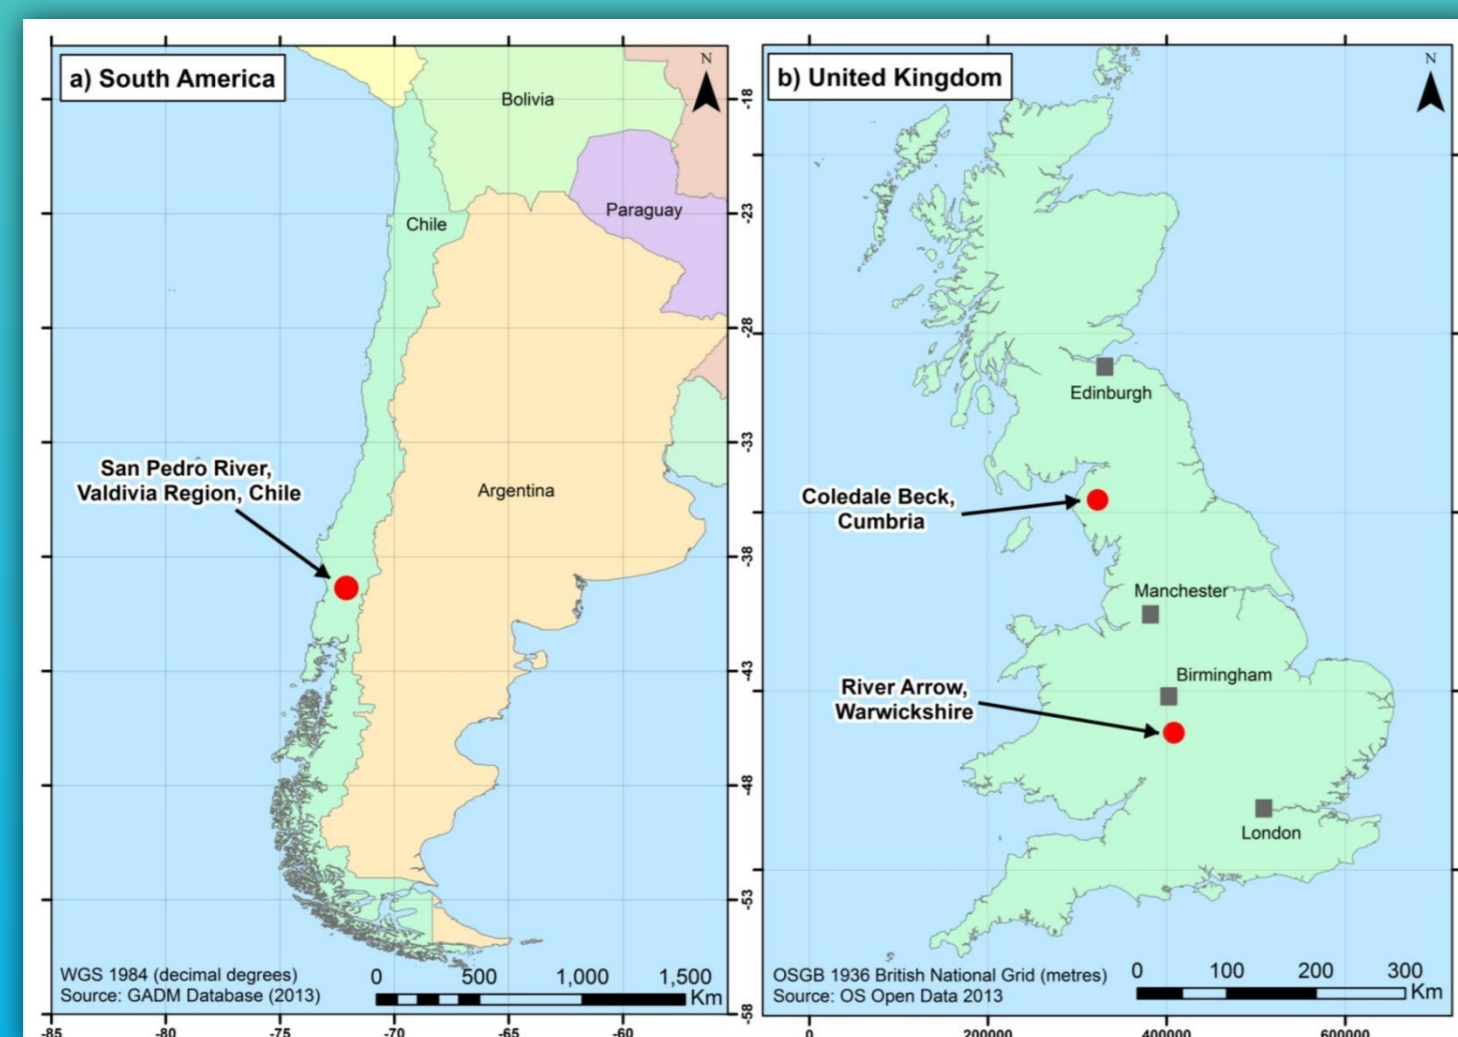 a) South America
N
Bolivia
Paraguay
Chile
Argentina
San Pedro River,
Valdivia Region, Chile
-18
-23
-28
-33
-38
-43
-48
-53
-58
WGS 1984 (decimal degrees)
Source: GADM Database (2013)
0 500 1,000 1,500
Km
-85 -80 -75 -70 -65 -60
b) United Kingdom
N
Edinburgh
Coledale Beck,
Cumbria
Manchester
Birmingham
River Arrow,
Warwickshire
London
OSGB 1936 British National Grid (metres)
Source: OS Open Data 2013
0 100 200 300
Km
0 200000 400000 600000